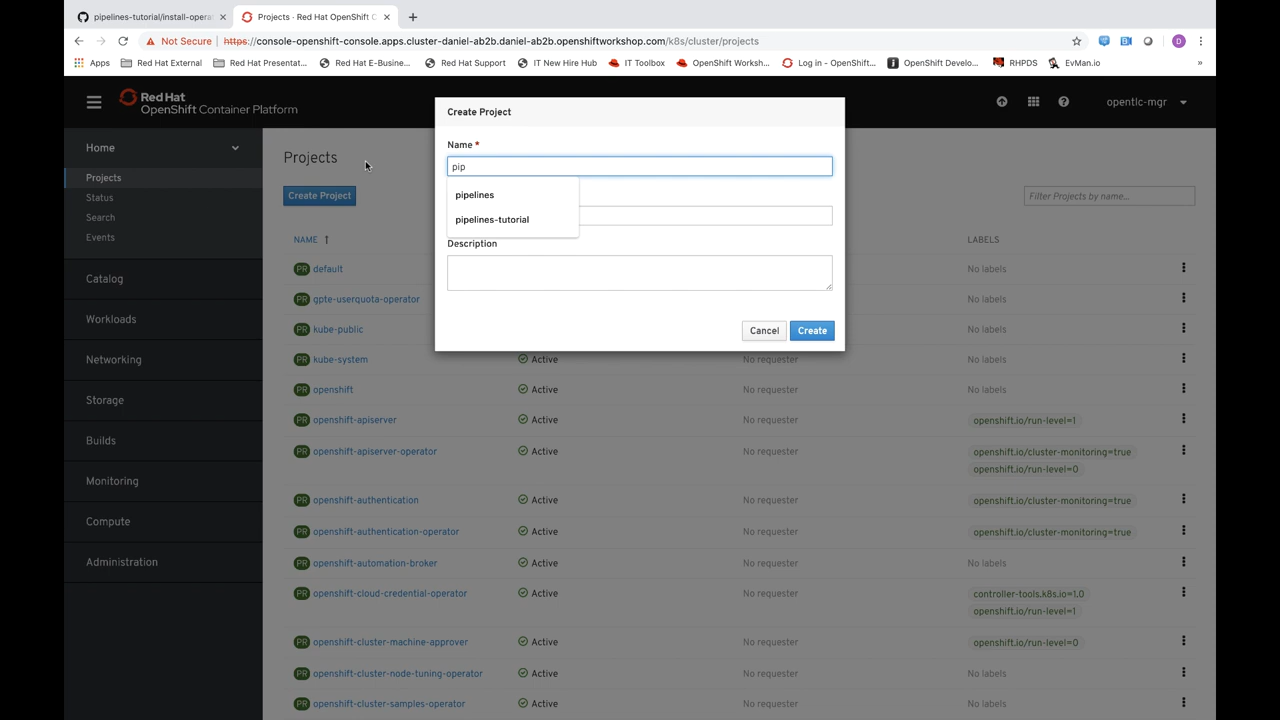 pipelines-tutorial/install-operat
Projects · Red Hat OpenShift C
Not Secure
https://console-openshift-console.apps.cluster-daniel-ab2b.daniel-ab2b.openshiftworkshop.com/k8s/cluster/projects
D
Apps
Red Hat External
Red Hat Presentat...
Red Hat E-Busine...
Red Hat Support
IT New Hire Hub
IT Toolbox
OpenShift Worksh...
Log in - OpenShift...
OpenShift Develo...
RHPDS
EvMan.io
»
Red Hat
OpenShift Container Platform
opentlc-mgr
Home
Projects
Status
Search
Events
Catalog
Workloads
Networking
Storage
Builds
Monitoring
Compute
Administration
Projects
Create Project
Filter Projects by name...
NAME
LABELS
PR default
No labels
PR gpte-userquota-operator
No labels
PR kube-public
No labels
PR kube-system
Active
No requester
No labels
PR openshift
Active
No requester
No labels
PR openshift-apiserver
Active
No requester
openshift.io/run-level=1
PR openshift-apiserver-operator
Active
No requester
openshift.io/cluster-monitoring=true
openshift.io/run-level=0
PR openshift-authentication
Active
No requester
openshift.io/cluster-monitoring=true
PR openshift-authentication-operator
Active
No requester
openshift.io/cluster-monitoring=true
PR openshift-automation-broker
Active
No requester
No labels
PR openshift-cloud-credential-operator
Active
No requester
controller-tools.k8s.io=1.0
openshift.io/run-level=1
PR openshift-cluster-machine-approver
Active
No requester
openshift.io/run-level=0
PR openshift-cluster-node-tuning-operator
Active
No requester
No labels
PR openshift-cluster-samples-operator
Active
No requester
No labels
Create Project
Name *
pip
pipelines
pipelines-tutorial
Description
Cancel
Create